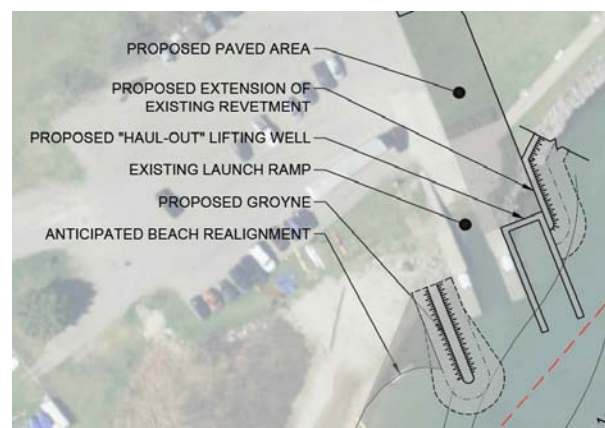 PROPOSED PAVED AREA
PROPOSED EXTENSION OF
EXISTING REVETMENT
PROPOSED "HAUL-OUT" LIFTING WELL
EXISTING LAUNCH RAMP
PROPOSED GROYNE
ANTICIPATED BEACH REALIGNMENT